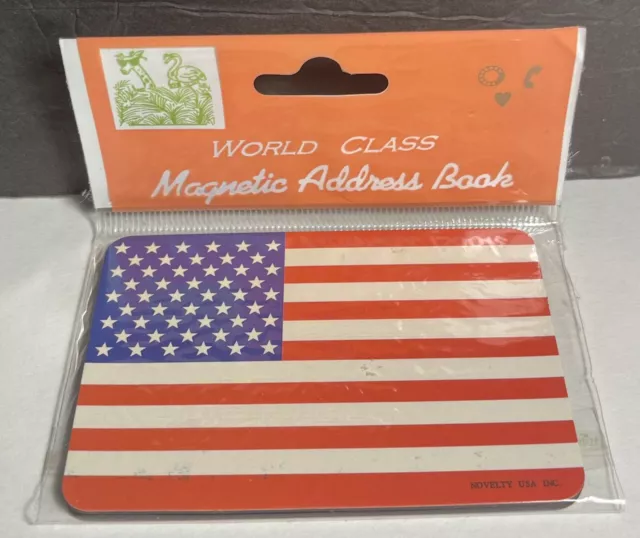 WORLD CLASS
Magnetic Address Book
NOVELTY USA INC.